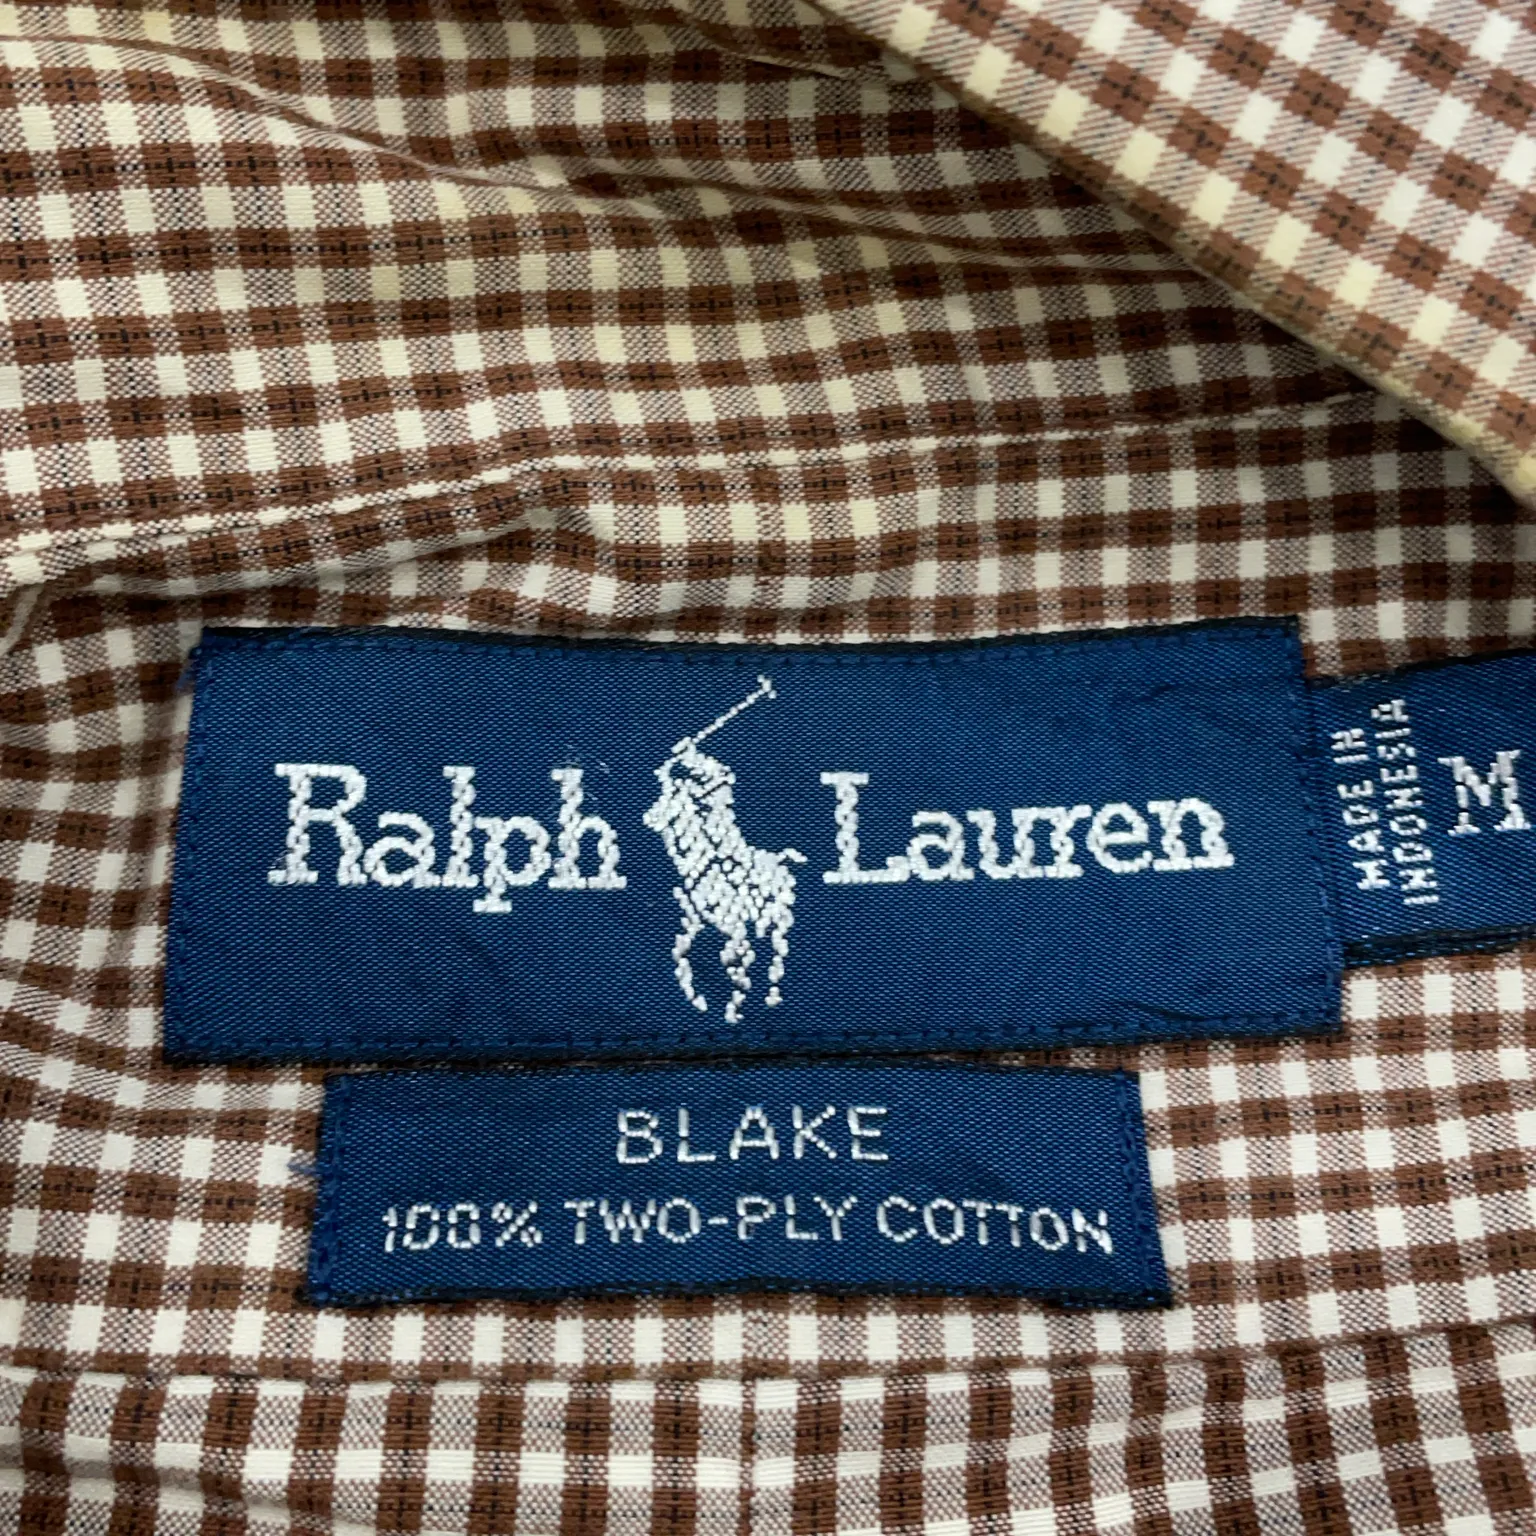 Ralph Lauren
MADE IN
INDONESIA
M
BLAKE
100% TWO-PLY COTTON